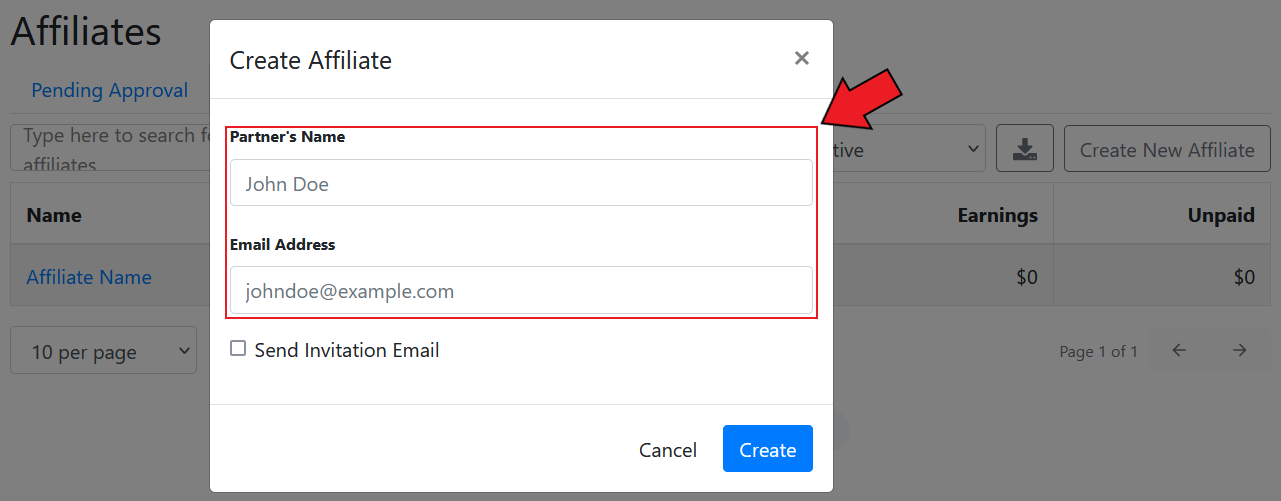 Affiliates
Create Affiliate
×
Pending Approval
Type here to search
affiliates
Partner's Name
John Doe
Create New Affiliate
Name
Earnings
Unpaid
Email Address
johndoe@example.com
Affiliate Name
$0
$0
Send Invitation Email
10 per page
Page 1 of 1
Cancel
Create